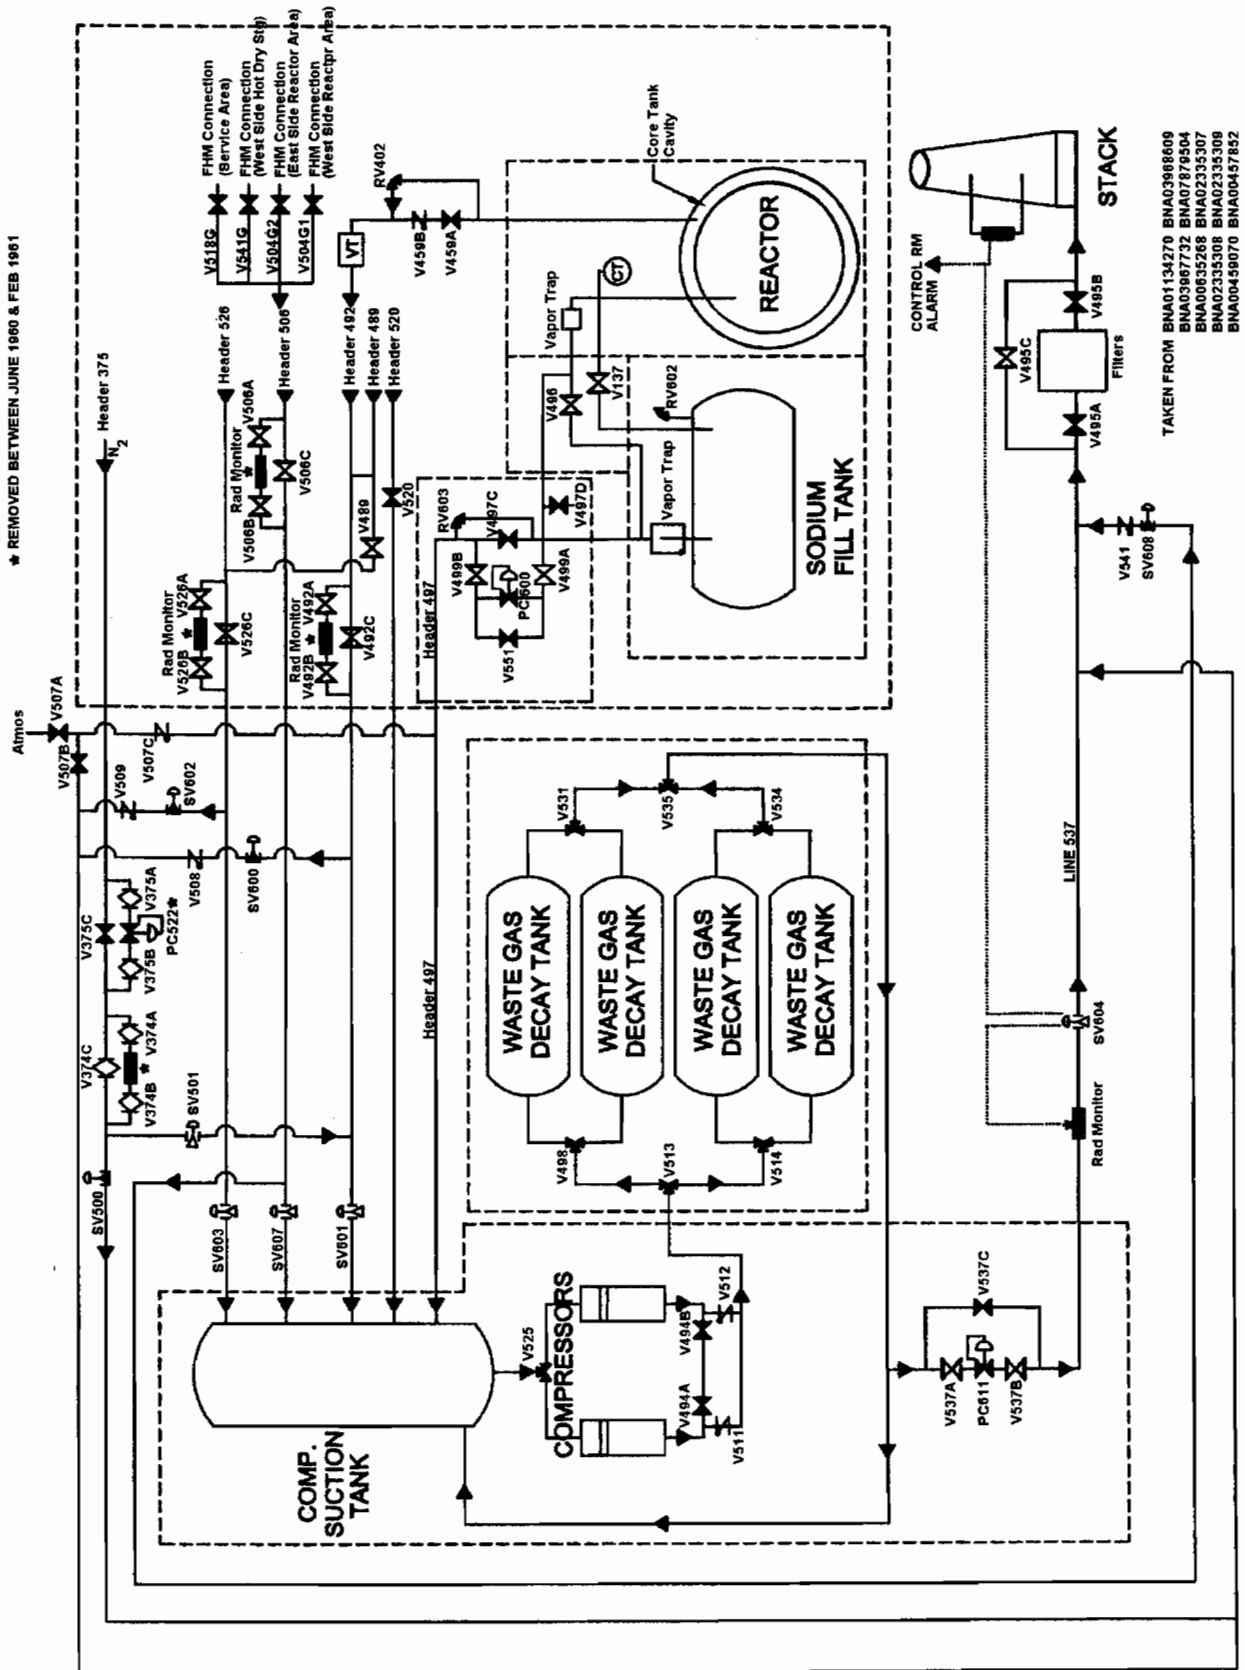 ★ REMOVED BETWEEN JUNE 1960 & FEB 1961
Atmos
V507A
V507B
Header 375
N2
V507C
V509
SV602
V508
SV600
V375C
V375A
V375B
PC522★
V374C
V374A
V374B
★
SV501
SV500
SV603
SV607
SV601
FHM Connection
(Service Area)
FHM Connection
(West Side Hot Dry Stg)
FHM Connection
(East Side Reactor Area)
FHM Connection
(West Side Reactpr Area)
V518G
V541G
V504G2
V504G1
Header 526
Header 506
Header 492
Header 489
Header 520
V506A
Rad Monitor
★
V506B
V506C
Rad Monitor
V526A
V526B
★
V526C
Rad Monitor
V492A
V492B
★
V492C
V489
V520
VT
RV402
V459B
V459A
Core Tank
Cavity
REACTOR
CT
Vapor Trap
V496
V137
RV602
Vapor Trap
SODIUM
FILL TANK
Header 497
RV603
V497C
V497D
V499B
V499A
PC600
V551
Header 497
COMP.
SUCTION
TANK
V525
COMPRESSORS
V494A
V494B
V511
V512
V513
V498
V514
WASTE GAS
DECAY TANK
WASTE GAS
DECAY TANK
WASTE GAS
DECAY TANK
WASTE GAS
DECAY TANK
V531
V535
V534
V537A
PC611
V537B
V537C
Rad Monitor
SV604
LINE 537
V541
SV608
V495A
V495C
V495B
Filters
CONTROL RM
ALARM
STACK
TAKEN FROM BNA01134270 BNA03988609
BNA03967732 BNA07879504
BNA00635268 BNA02335307
BNA02335308 BNA02335309
BNA00459070 BNA00457852